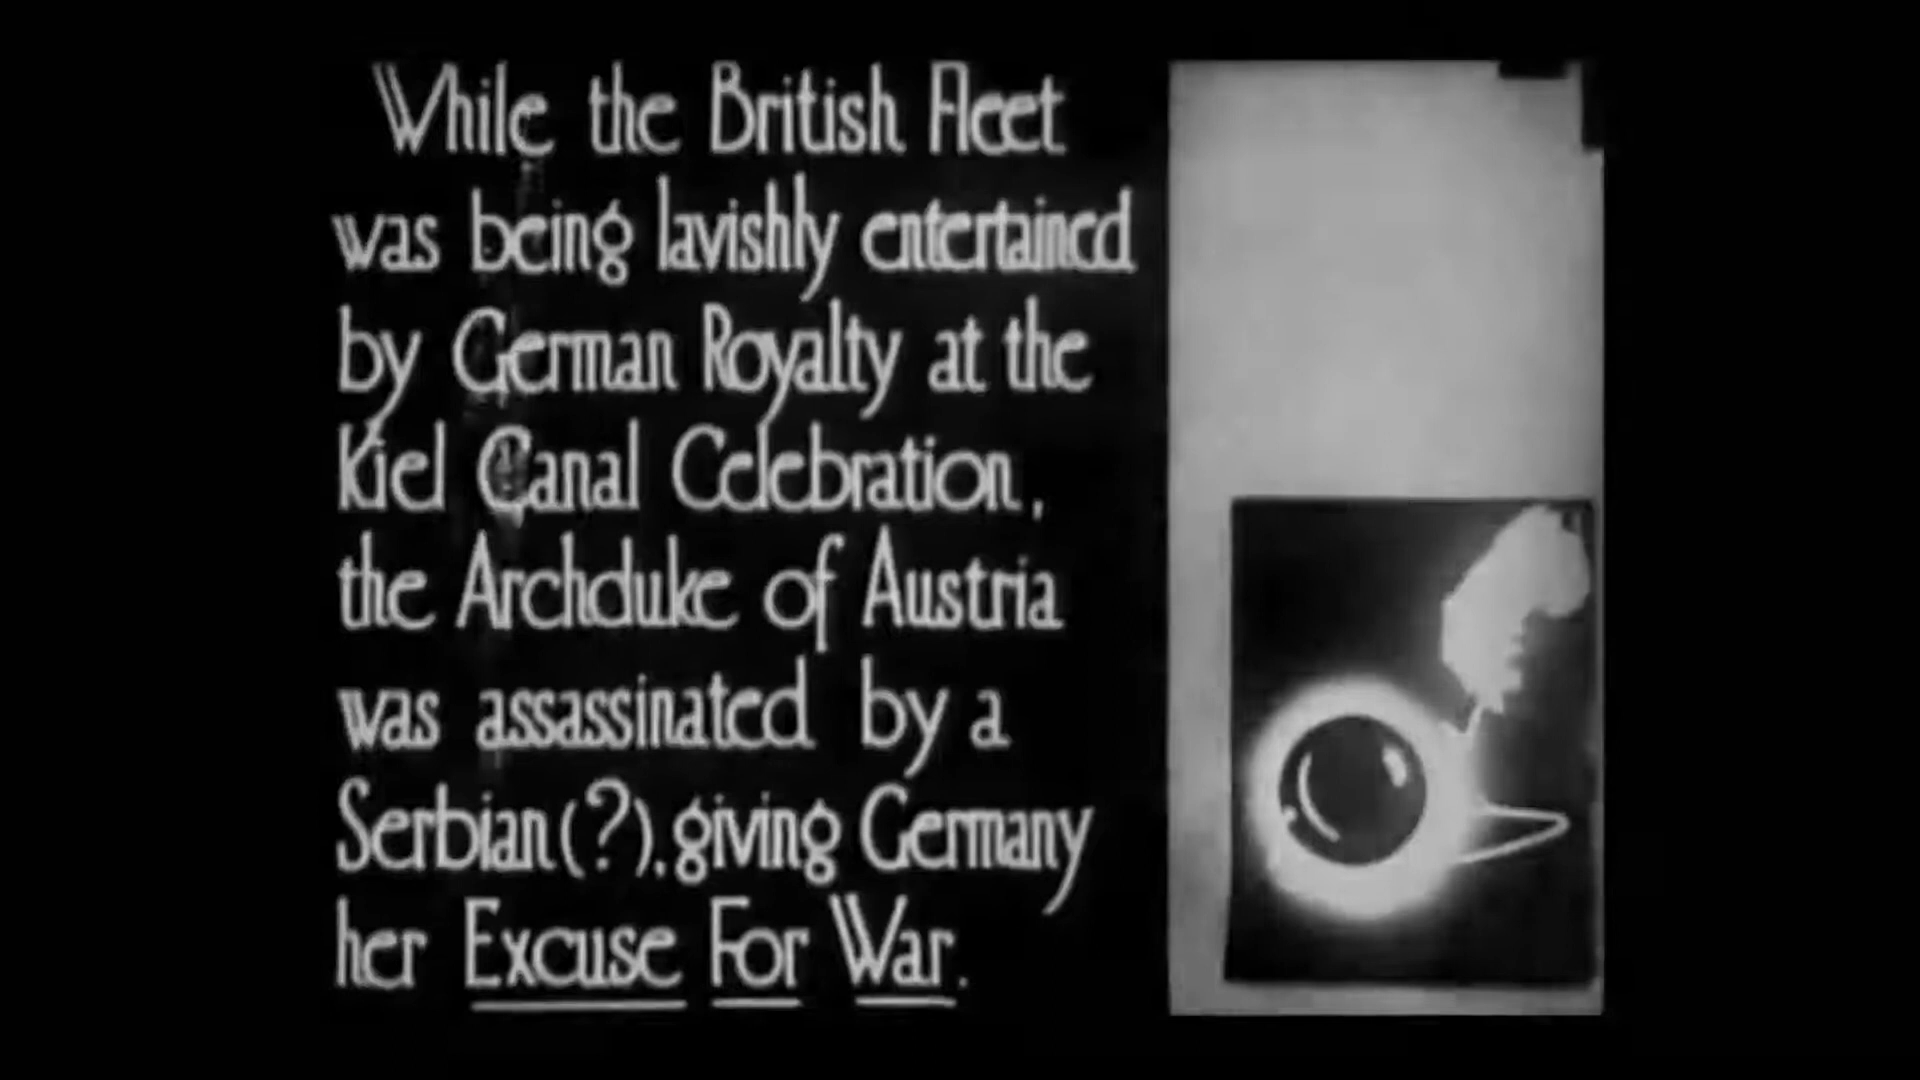 While the British Fleet
was being lavishly entertained
by German Royalty at the
Kiel Canal Celebration,
the Archduke of Austria
was assassinated by a
Serbian(?), giving Germany
her Excuse For War.